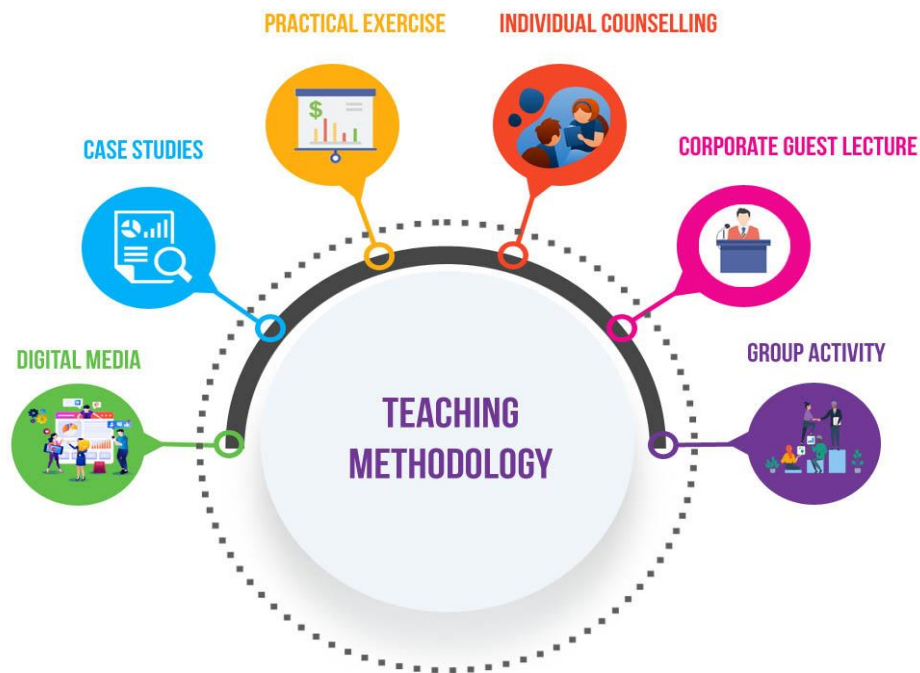 PRACTICAL EXERCISE
INDIVIDUAL COUNSELLING
CASE STUDIES
CORPORATE GUEST LECTURE
DIGITAL MEDIA
GROUP ACTIVITY
TEACHING
METHODOLOGY
$